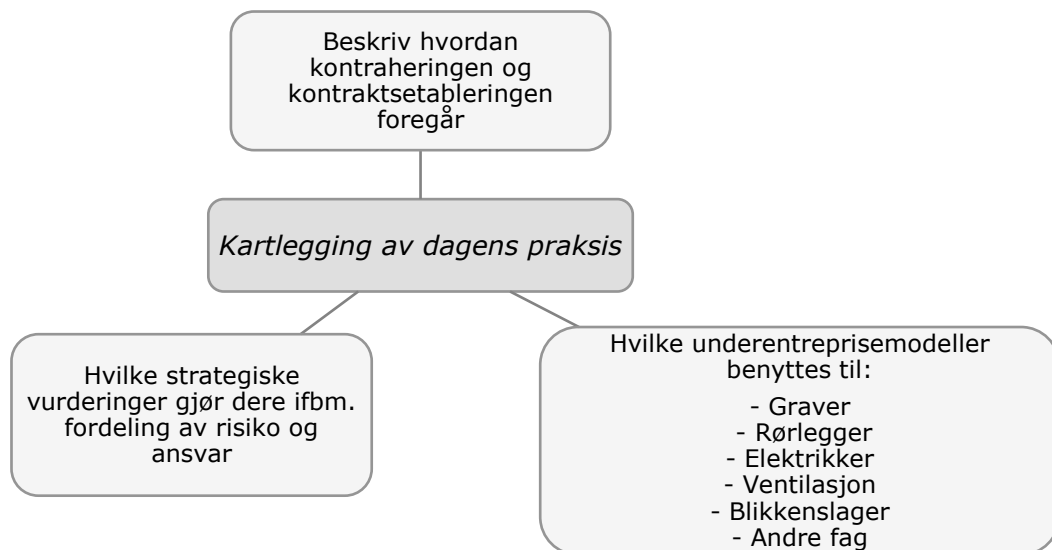 Beskriv hvordan
kontraheringen og
kontraktsetableringen
foregår
Kartlegging av dagens praksis
Hvilke strategiske
vurderinger gjør dere ifbm.
fordeling av risiko og
ansvar
Hvilke underentreprisemodeller
benyttes til:
- Graver
- Rørlegger
- Elektrikker
- Ventilasjon
- Blikkenslager
- Andre fag